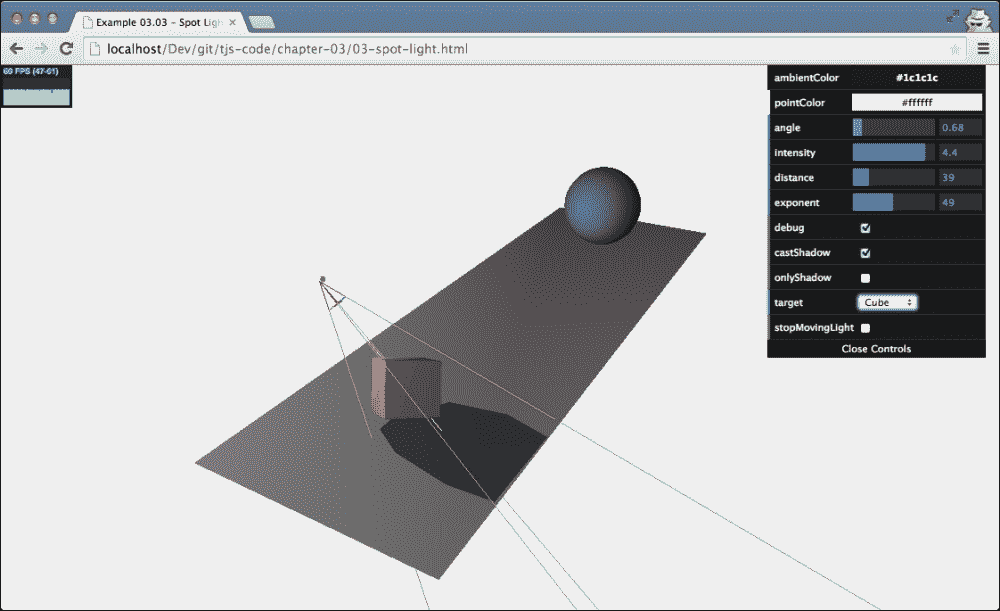 Example 03.03 - Spot Ligh
localhost/Dev/git/tjs-code/chapter-03/03-spot-light.html
60 FPS (47-61)
ambientColor #1c1c1c
pointColor #ffffff
angle 0.68
intensity 4.4
distance 39
exponent 49
debug
castShadow
onlyShadow
target Cube
stopMovingLight
Close Controls